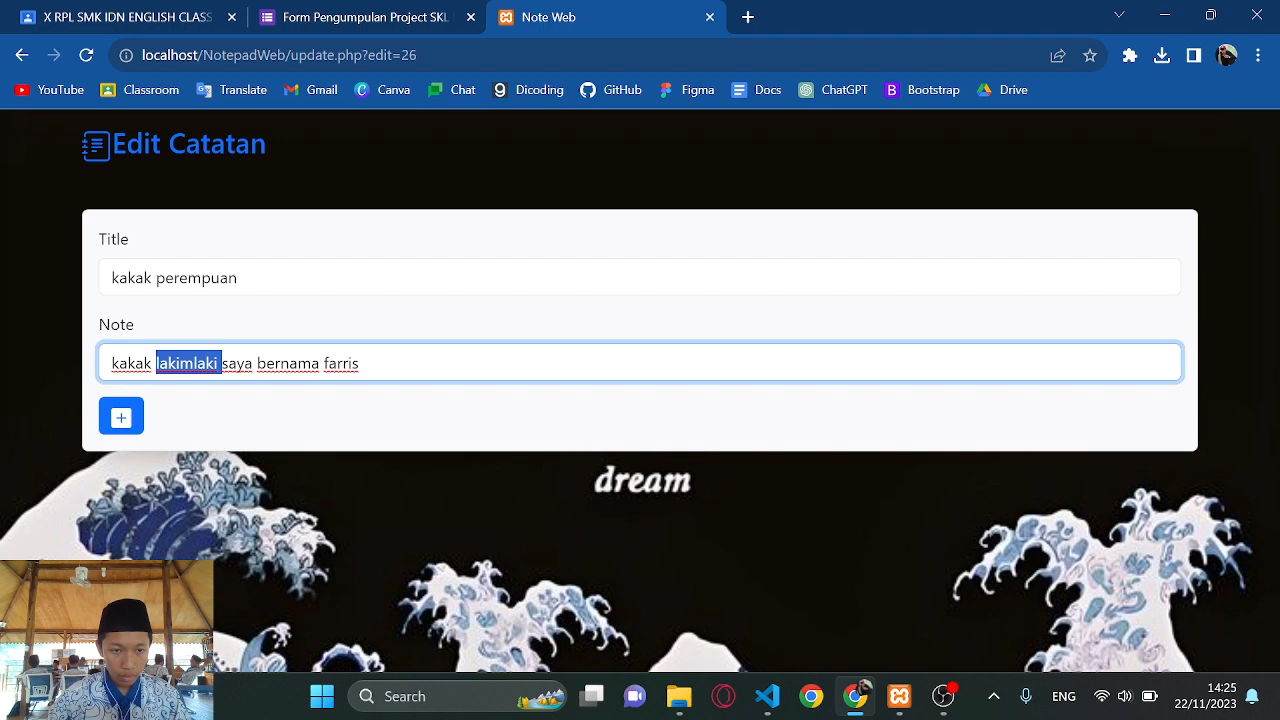 X RPL SMK IDN ENGLISH CLASS
Form Pengumpulan Project SKL
Note Web
localhost/NotepadWeb/update.php?edit=26
YouTube
Classroom
Translate
Gmail
Canva
Chat
Dicoding
GitHub
Figma
Docs
ChatGPT
Bootstrap
Drive
Edit Catatan
Title
kakak perempuan
Note
kakak lakimlaki saya bernama farris
dream
Search
ENG
14:25
22/11/2023